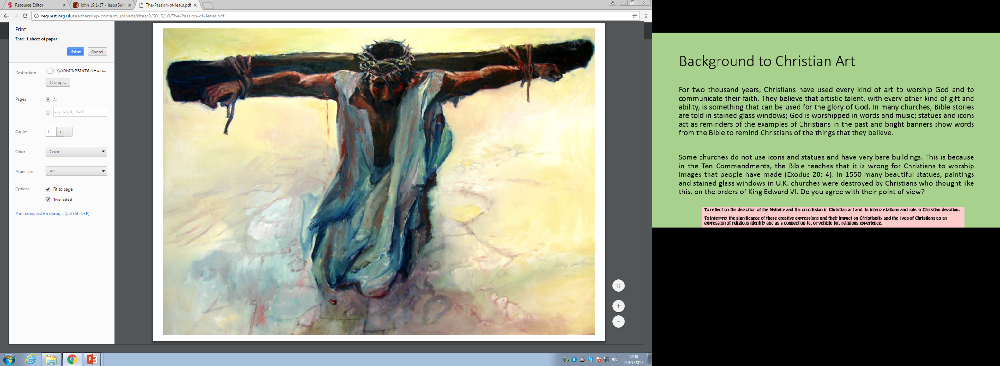 Resource Editor
John 19:1-27 - Jesus Sen
The-Passion-of-Jesus.pdf
request.org.uk/teachers/wp-content/uploads/sites/2/2015/10/The-Passion-of-Jesus.pdf
Print
Total: 1 sheet of paper
Print Cancel
Destination \\ADMINPRINT64\Hum...
Change...
Pages All
e.g. 1-5, 8, 11-13
Copies 1 + −
Color Color
Paper size A4
Options Fit to page
Two-sided
Print using system dialog... (Ctrl+Shift+P)
12:56
24/01/2017
Background to Christian Art
For two thousand years, Christians have used every kind of art to worship God and to
communicate their faith. They believe that artistic talent, with every other kind of gift and
ability, is something that can be used for the glory of God. In many churches, Bible stories
are told in stained glass windows; God is worshipped in words and music; statues and icons
act as reminders of the examples of Christians in the past and bright banners show words
from the Bible to remind Christians of the things that they believe.
Some churches do not use icons and statues and have very bare buildings. This is because
in the Ten Commandments, the Bible teaches that it is wrong for Christians to worship
images that people have made (Exodus 20: 4). In 1550 many beautiful statues, paintings
and stained glass windows in U.K. churches were destroyed by Christians who thought like
this, on the orders of King Edward VI. Do you agree with their point of view?
To reflect on the depiction of the Nativity and the crucifixion in Christian art and its interpretations and role in Christian devotion.
To interpret the significance of these creative expressions and their impact on Christianity and the lives of Christians as an
expression of religious identity and as a connection to, or vehicle for, religious experience.